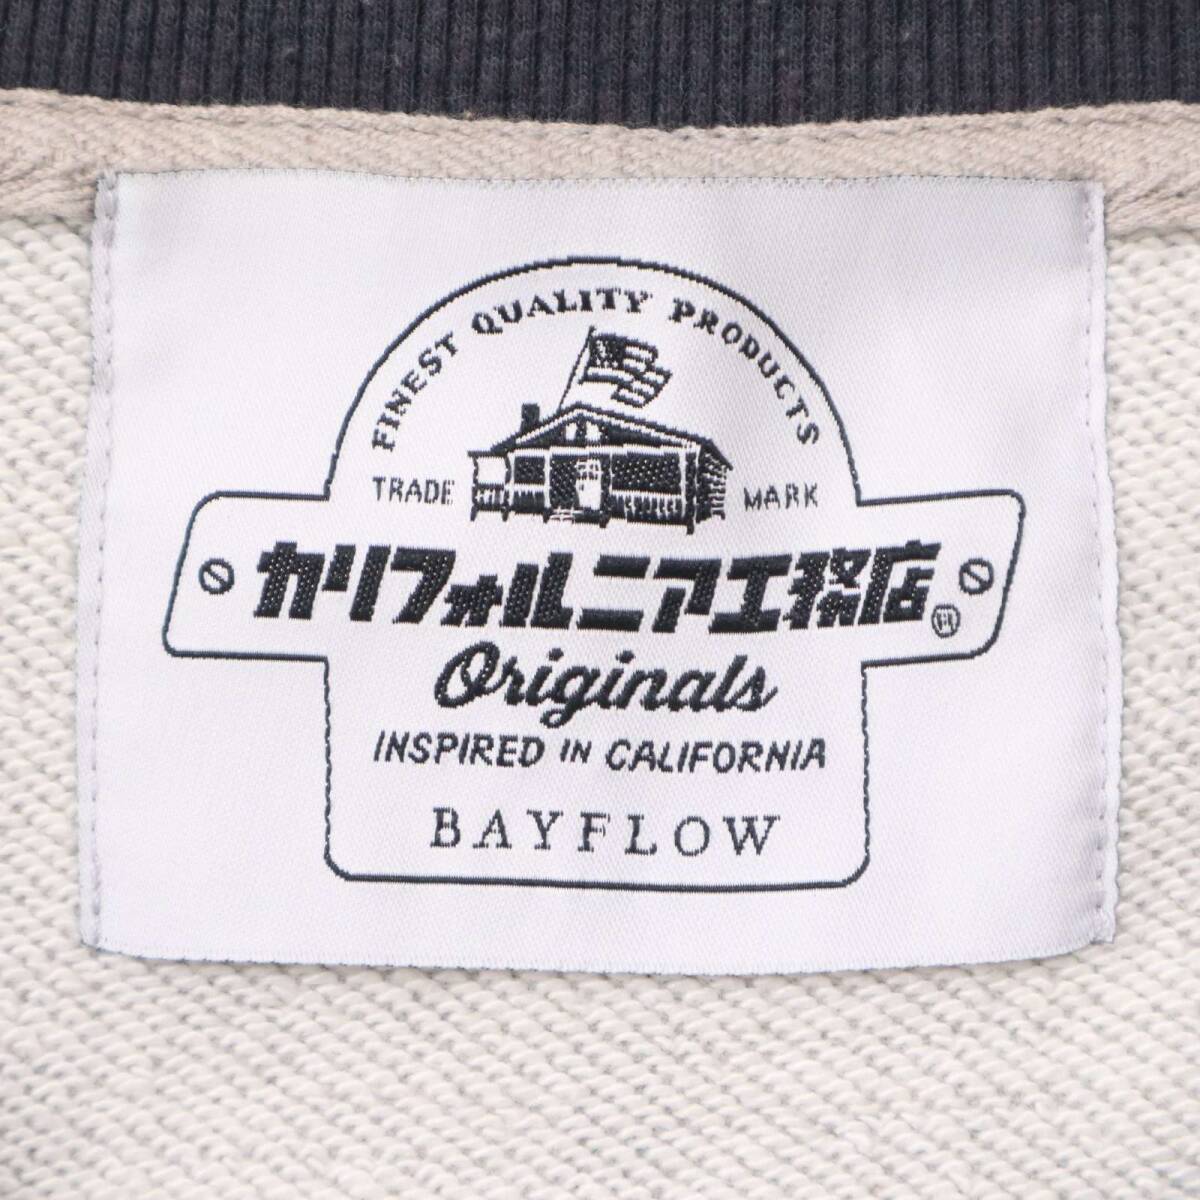 FINEST QUALITY PRODUCTS
TRADE MARK
カリフォルニア工務店®
Originals
INSPIRED IN CALIFORNIA
BAYFLOW